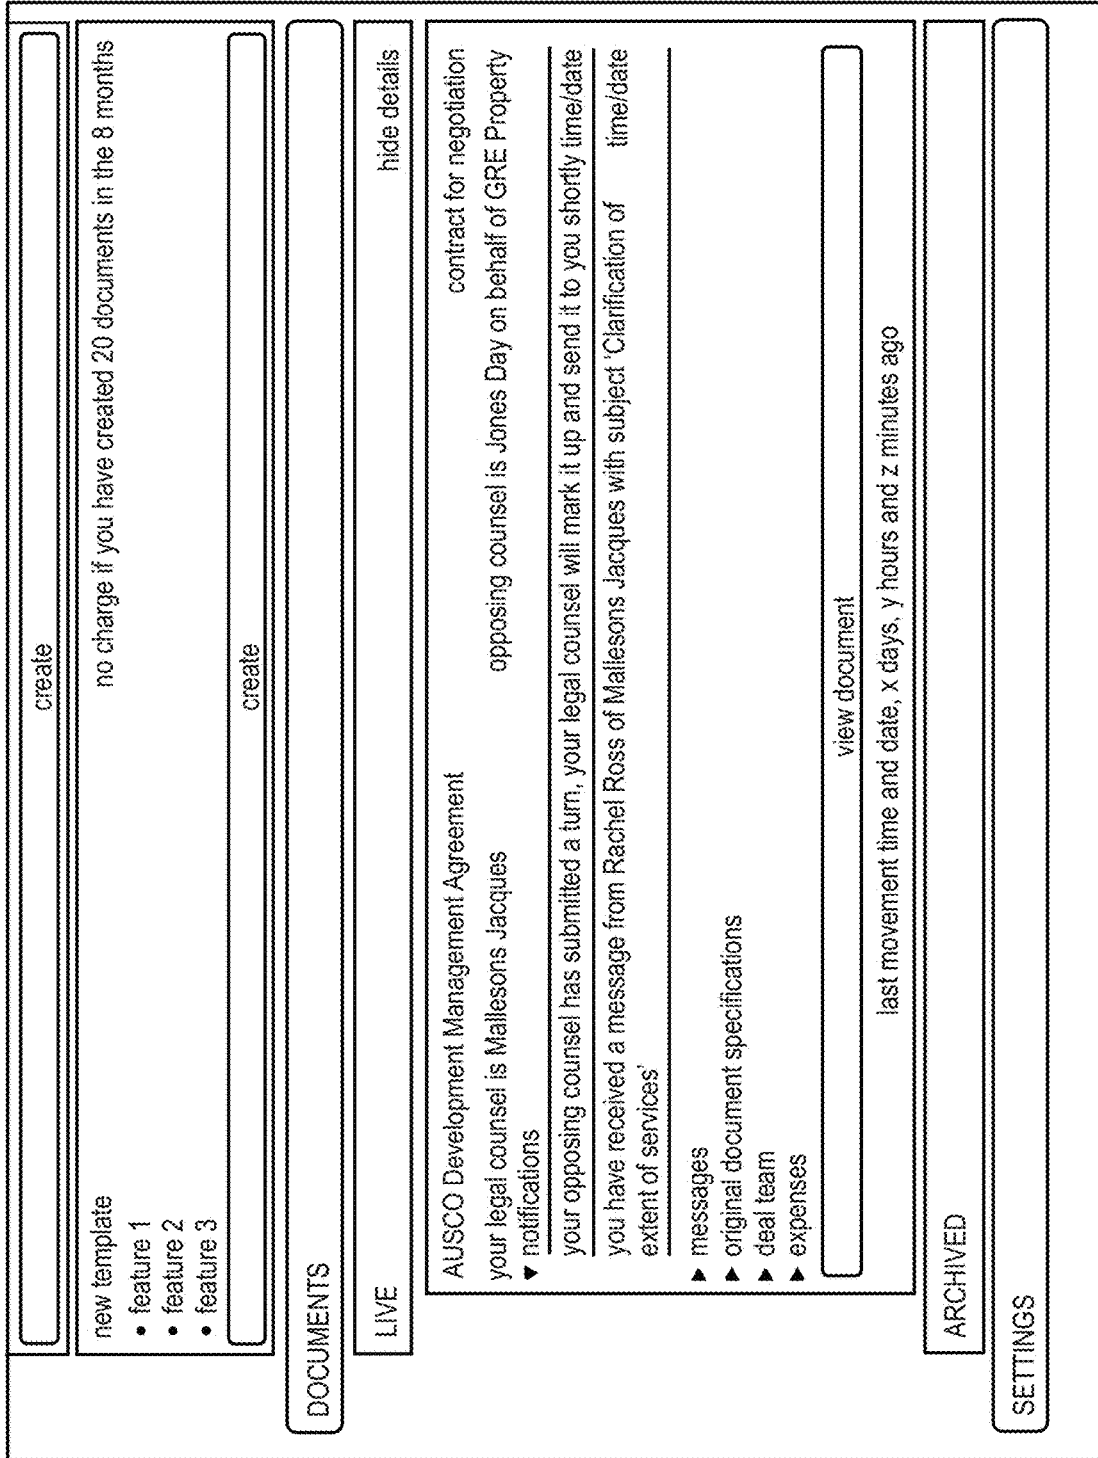 create
new template
no charge if you have created 20 documents in the 8 months
• feature 1
• feature 2
• feature 3
create
DOCUMENTS
LIVE
hide details
AUSCO Development Management Agreement
contract for negotiation
your legal counsel is Mallesons Jacques
opposing counsel is Jones Day on behalf of GRE Property
▼ notifications
your opposing counsel has submitted a turn, your legal counsel will mark it up and send it to you shortly time/date
you have received a message from Rachel Ross of Mallesons Jacques with subject 'Clarification of
time/date
extent of services'
▶ messages
▶ original document specifications
▶ deal team
▶ expenses
view document
last movement time and date, x days, y hours and z minutes ago
ARCHIVED
SETTINGS